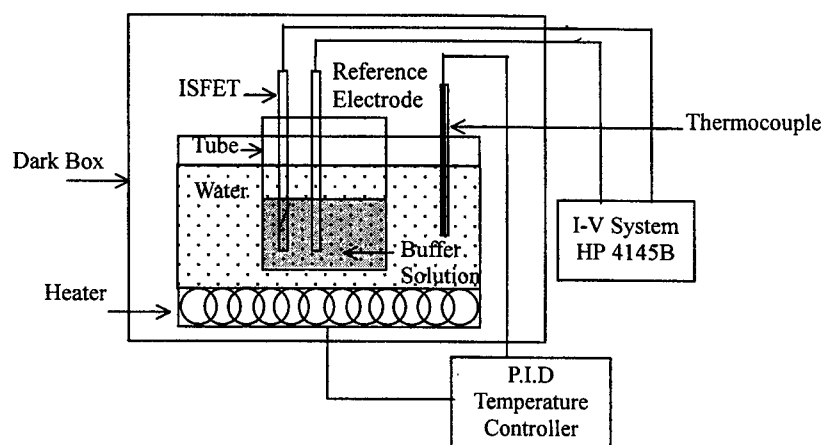 Reference
Electrode
ISFET
Thermocouple
Tube
Dark Box
Water
I-V System
HP 4145B
Buffer
Solution
Heater
P.I.D
Temperature
Controller